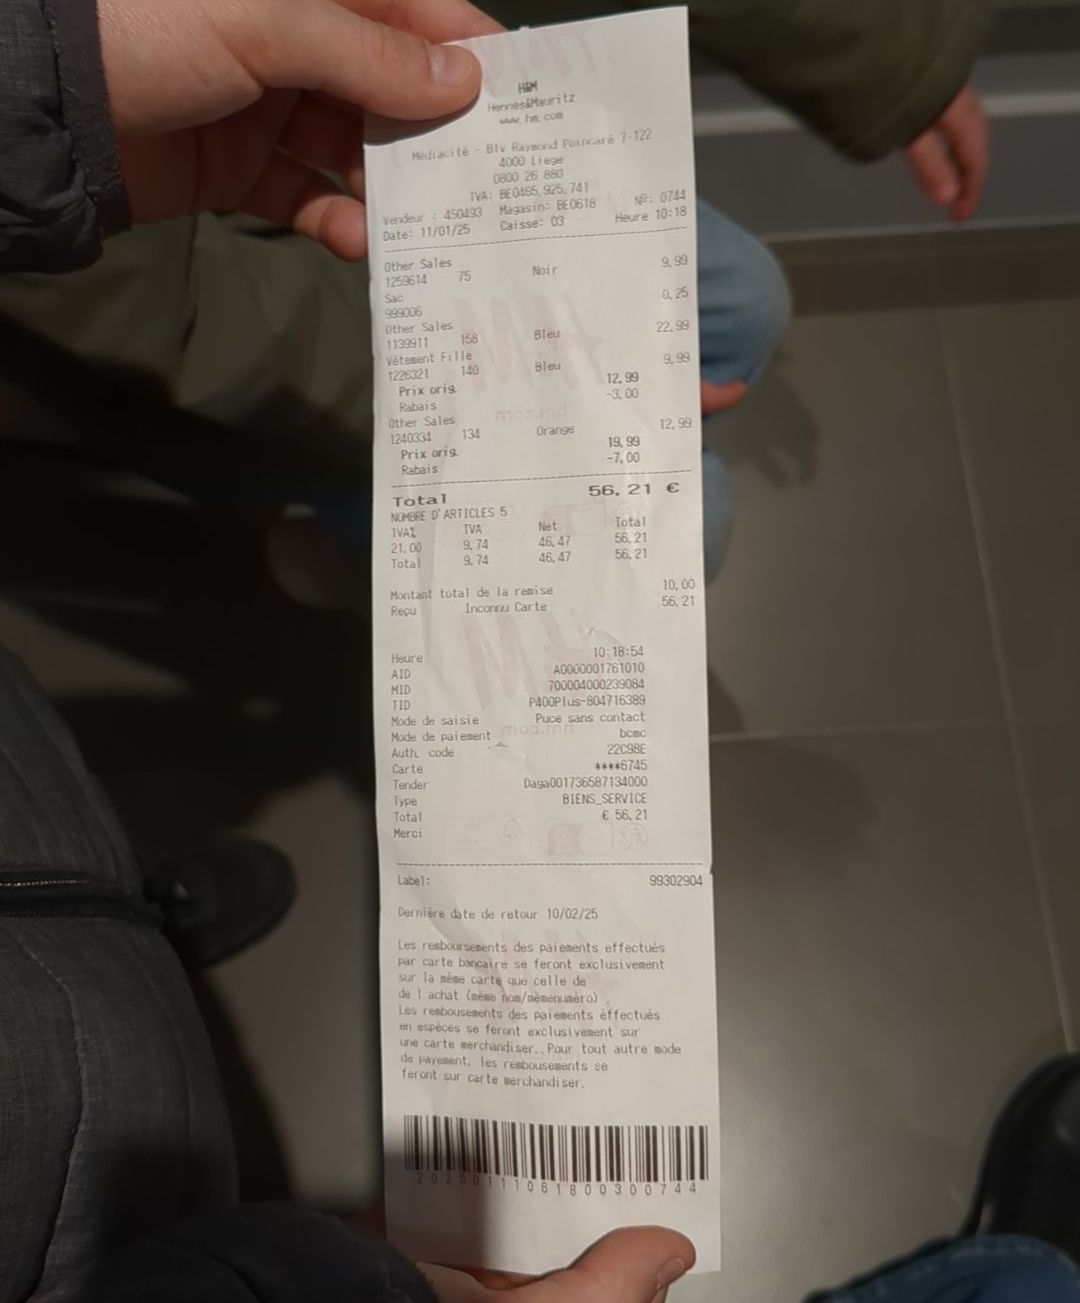 H&M
Hennes&Mauritz
www.hm.com
Médiacité - Blv Raymond Poincaré 7-122
4000 Liege
0800 26 880
TVA: BE0465.925.741
Vendeur : 450493 Magasin: BE0618 Nº: 0744
Date: 11/01/25 Caisse: 03 Heure 10:18
Other Sales 9,99
1259614 75 Noir
Sac 0,25
999006
Other Sales 22,99
1139911 158 Bleu
Vêtement Fille 9,99
1226321 140 Bleu
Prix orig. 12,99
Rabais -3,00
Other Sales 12,99
1240334 134 Orange
Prix orig. 19,99
Rabais -7,00
Total 56,21 €
NOMBRE D'ARTICLES 5
TVA% TVA Net Total
21,00 9,74 46,47 56,21
Total 9,74 46,47 56,21
Montant total de la remise 10,00
Reçu Inconnu Carte 56,21
Heure 10:18:54
AID A0000001761010
MID 700004000239084
TID P400Plus-804716389
Mode de saisie Puce sans contact
Mode de paiement bcmc
Auth. code 22C98E
Carte ****6745
Tender Daga001736587134000
Type BIENS_SERVICE
Total € 56,21
Merci
Label: 99302904
Dernière date de retour 10/02/25
Les remboursements des paiements effectués
par carte bancaire se feront exclusivement
sur la même carte que celle de
de l achat (même nom/mêmenuméro) .
Les rembousements des paiements effectués
en espèces se feront exclusivement sur
une carte merchandiser.. Pour tout autre mode
de payement, les rembousements se
feront sur carte merchandiser.
20250111061800300744